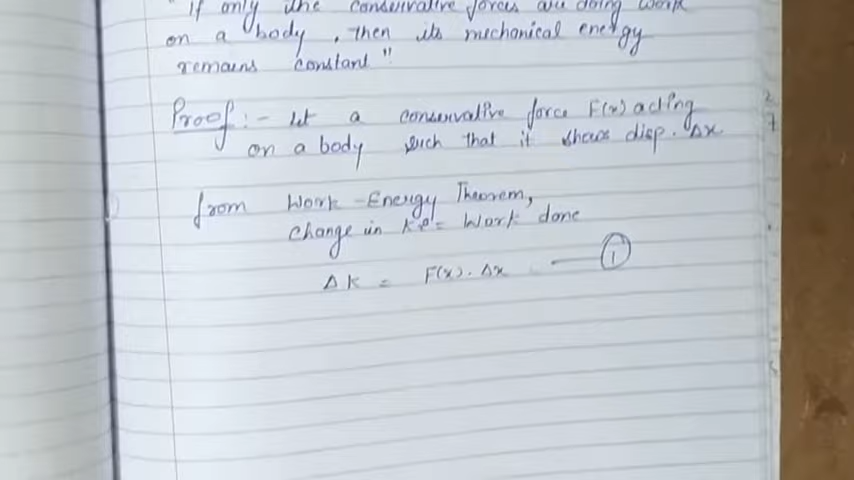 "If only the conservative forces are doing work
on a body, then its mechanical energy
remains constant"
Proof:- Let a conservative force F(x) acting
on a body such that it shows disp. Δx
from Work-Energy Theorem,
change in K.E = Work done
ΔK = F(x). Δx —— ①